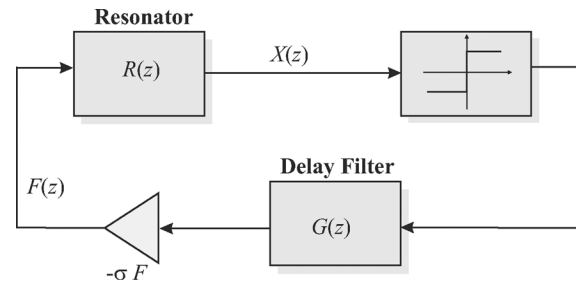 Resonator
R(z)
X(z)
Delay Filter
F(z)
G(z)
-σ F